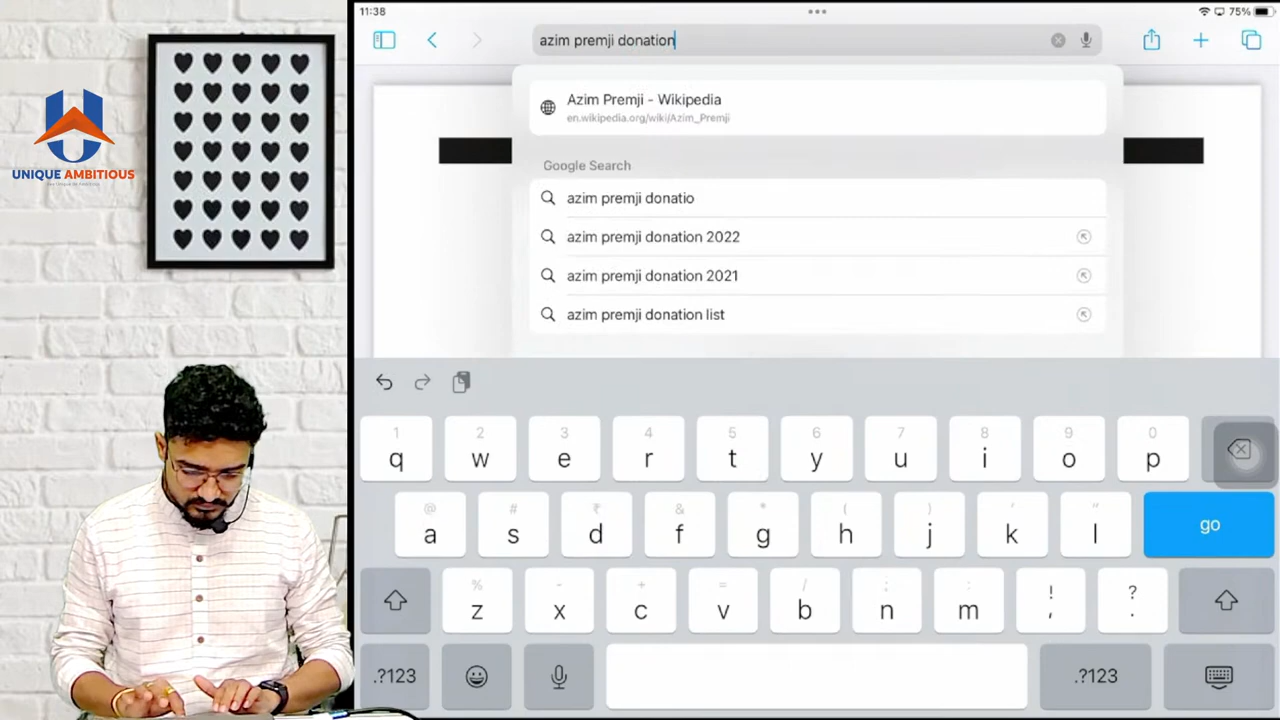 11:38
75%
azim premji donation
Azim Premji - Wikipedia
en.wikipedia.org/wiki/Azim_Premji
Google Search
azim premji donatio
azim premji donation 2022
azim premji donation 2021
azim premji donation list
UNIQUE AMBITIOUS
1 2 3 4 5 6 7 8 9 0
q w e r t y u i o p
@ # ₹ & * ( ) ' "
a s d f g h j k l
go
% - + = / ; : ! ?
z x c v b n m , .
.?123
.?123